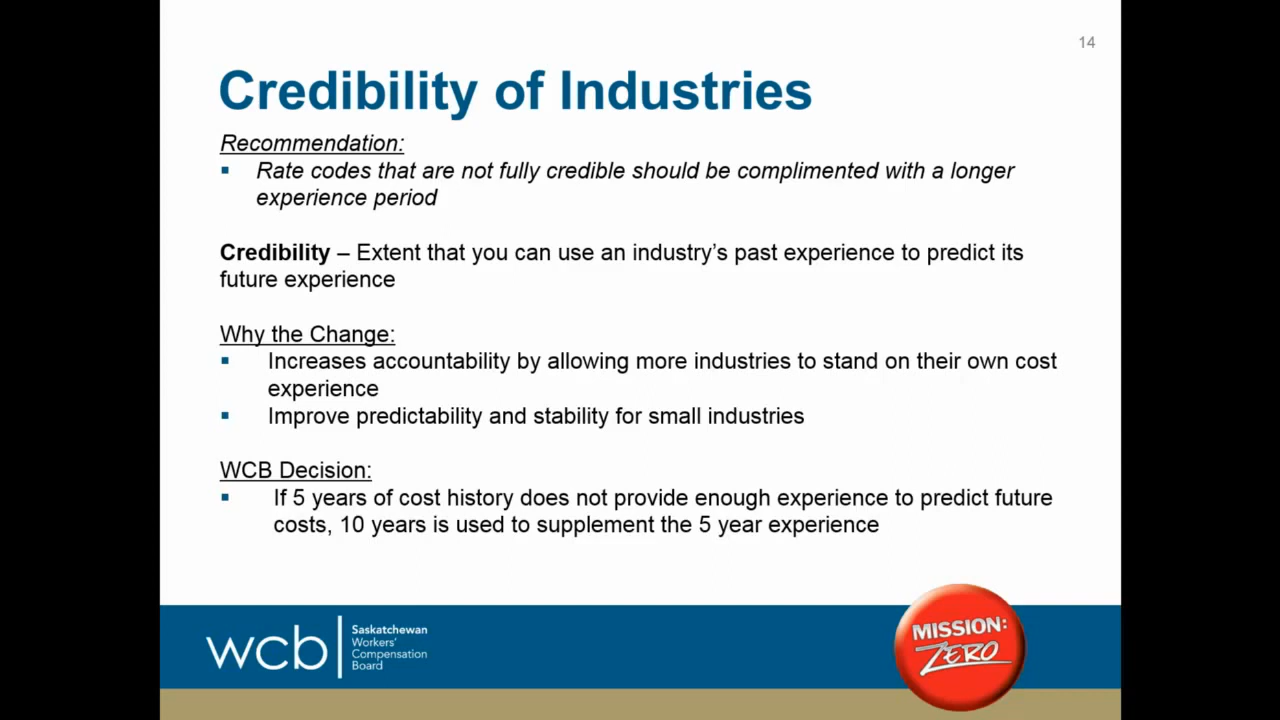 14
Credibility of Industries
Recommendation:
▪ Rate codes that are not fully credible should be complimented with a longer
experience period
Credibility – Extent that you can use an industry’s past experience to predict its
future experience
Why the Change:
▪ Increases accountability by allowing more industries to stand on their own cost
experience
▪ Improve predictability and stability for small industries
WCB Decision:
▪ If 5 years of cost history does not provide enough experience to predict future
costs, 10 years is used to supplement the 5 year experience
wcb
Saskatchewan
Workers’
Compensation
Board
MISSION:
ZERO